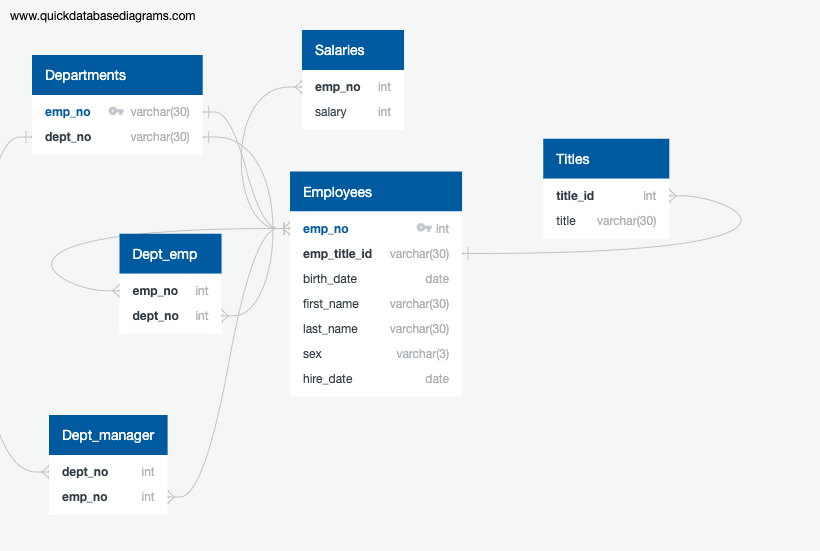 www.quickdatabasediagrams.com
Departments
emp_no varchar(30)
dept_no varchar(30)
Salaries
emp_no int
salary int
Titles
title_id int
title varchar(30)
Employees
emp_no int
emp_title_id varchar(30)
birth_date date
first_name varchar(30)
last_name varchar(30)
sex varchar(3)
hire_date date
Dept_emp
emp_no int
dept_no int
Dept_manager
dept_no int
emp_no int